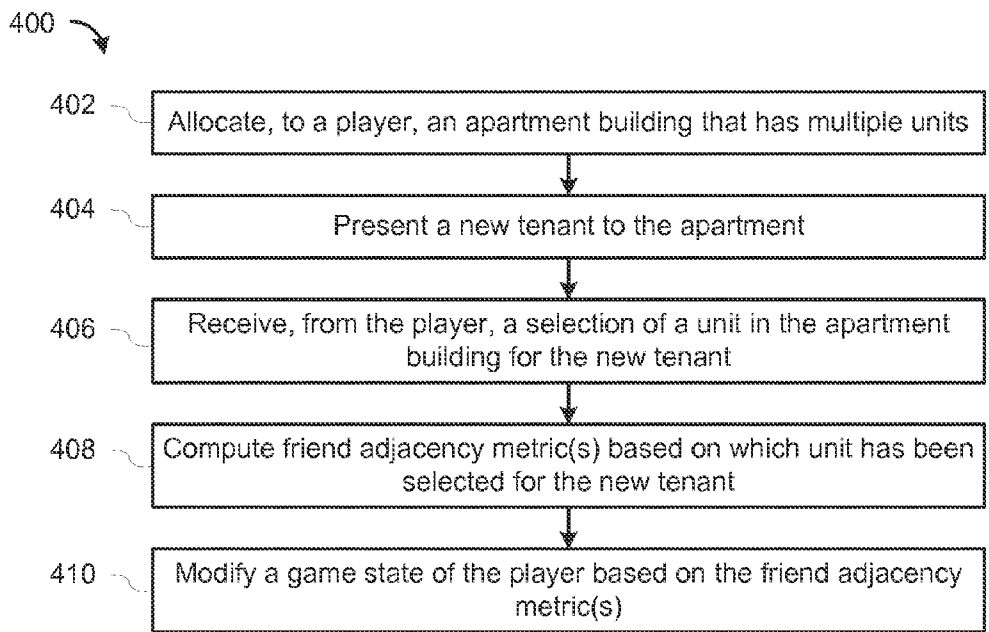 400
402
Allocate, to a player, an apartment building that has multiple units
404
Present a new tenant to the apartment
406
Receive, from the player, a selection of a unit in the apartment
building for the new tenant
408
Compute friend adjacency metric(s) based on which unit has been
selected for the new tenant
410
Modify a game state of the player based on the friend adjacency
metric(s)